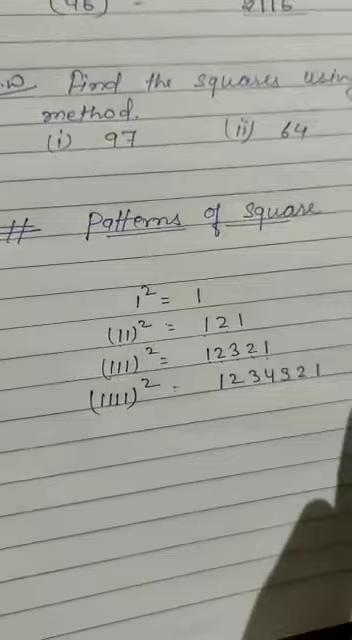 (46) 2116
Find the squares using
method.
(i) 97 (ii) 64
# Patterns of square
1² = 1
(11)² = 121
(111)² = 12321
(1111)² = 1234321